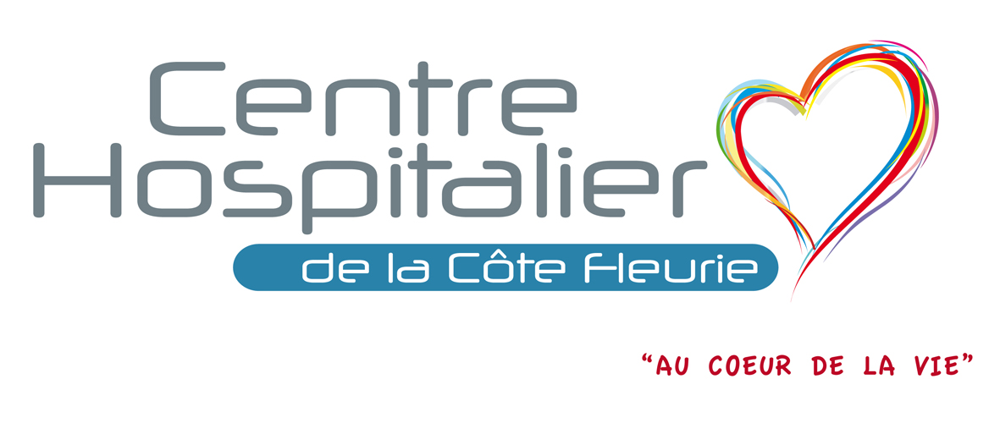 Centre
Hospitalier
de la Côte Fleurie
“AU COEUR DE LA VIE”